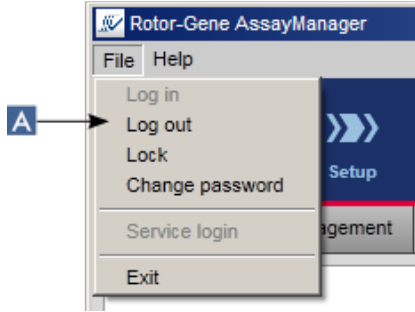 Rotor-Gene AssayManager
File Help
Log in
A Log out
Lock
Change password
Setup
Service login
agement
Exit